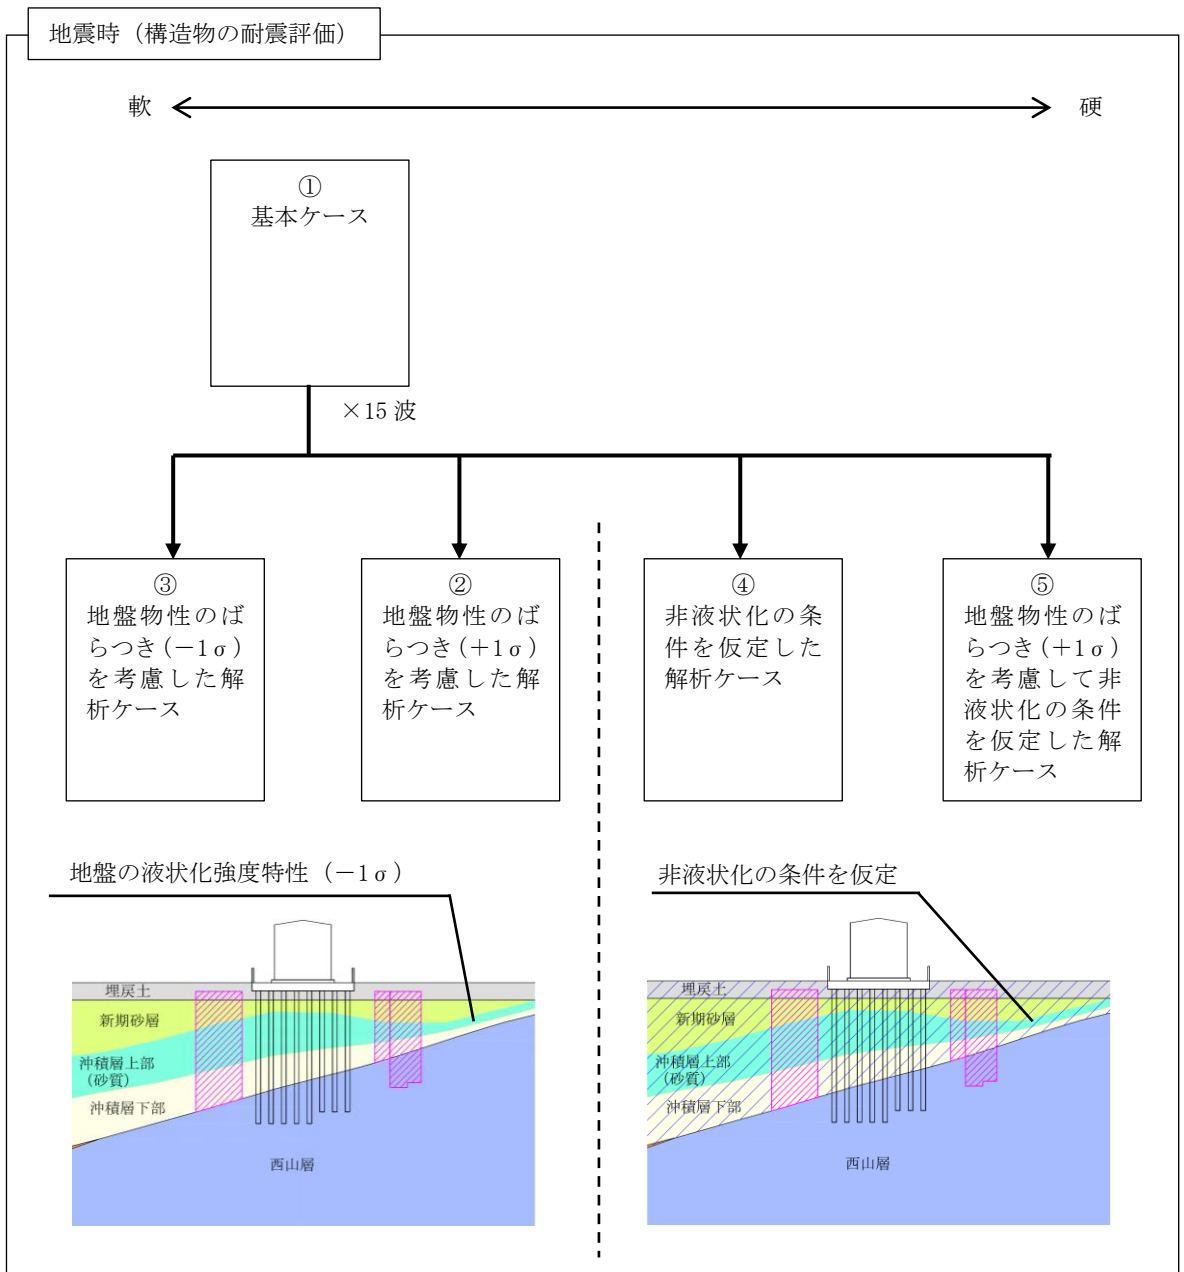 地震時（構造物の耐震評価）
軟
硬
①
基本ケース
×15 波
③
地盤物性のば
らつき（－1σ）
を考慮した解
析ケース
②
地盤物性のば
らつき（＋1σ）
を考慮した解
析ケース
④
非液状化の条
件を仮定した
解析ケース
⑤
地盤物性のば
らつき（＋1σ）
を考慮して非
液状化の条件
を仮定した解
析ケース
地盤の液状化強度特性（－1σ）
埋戻土
新期砂層
沖積層上部
(砂質)
沖積層下部
西山層
非液状化の条件を仮定
埋戻土
新期砂層
沖積層上部
(砂質)
沖積層下部
西山層